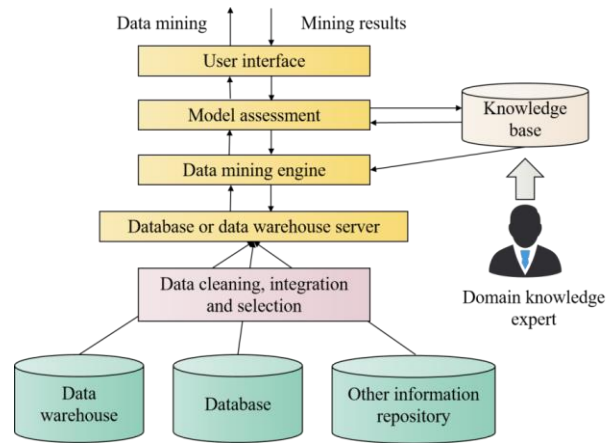 Data mining
Mining results
User interface
Model assessment
Knowledge
base
Data mining engine
Database or data warehouse server
Data cleaning, integration
and selection
Domain knowledge
expert
Data
warehouse
Database
Other information
repository